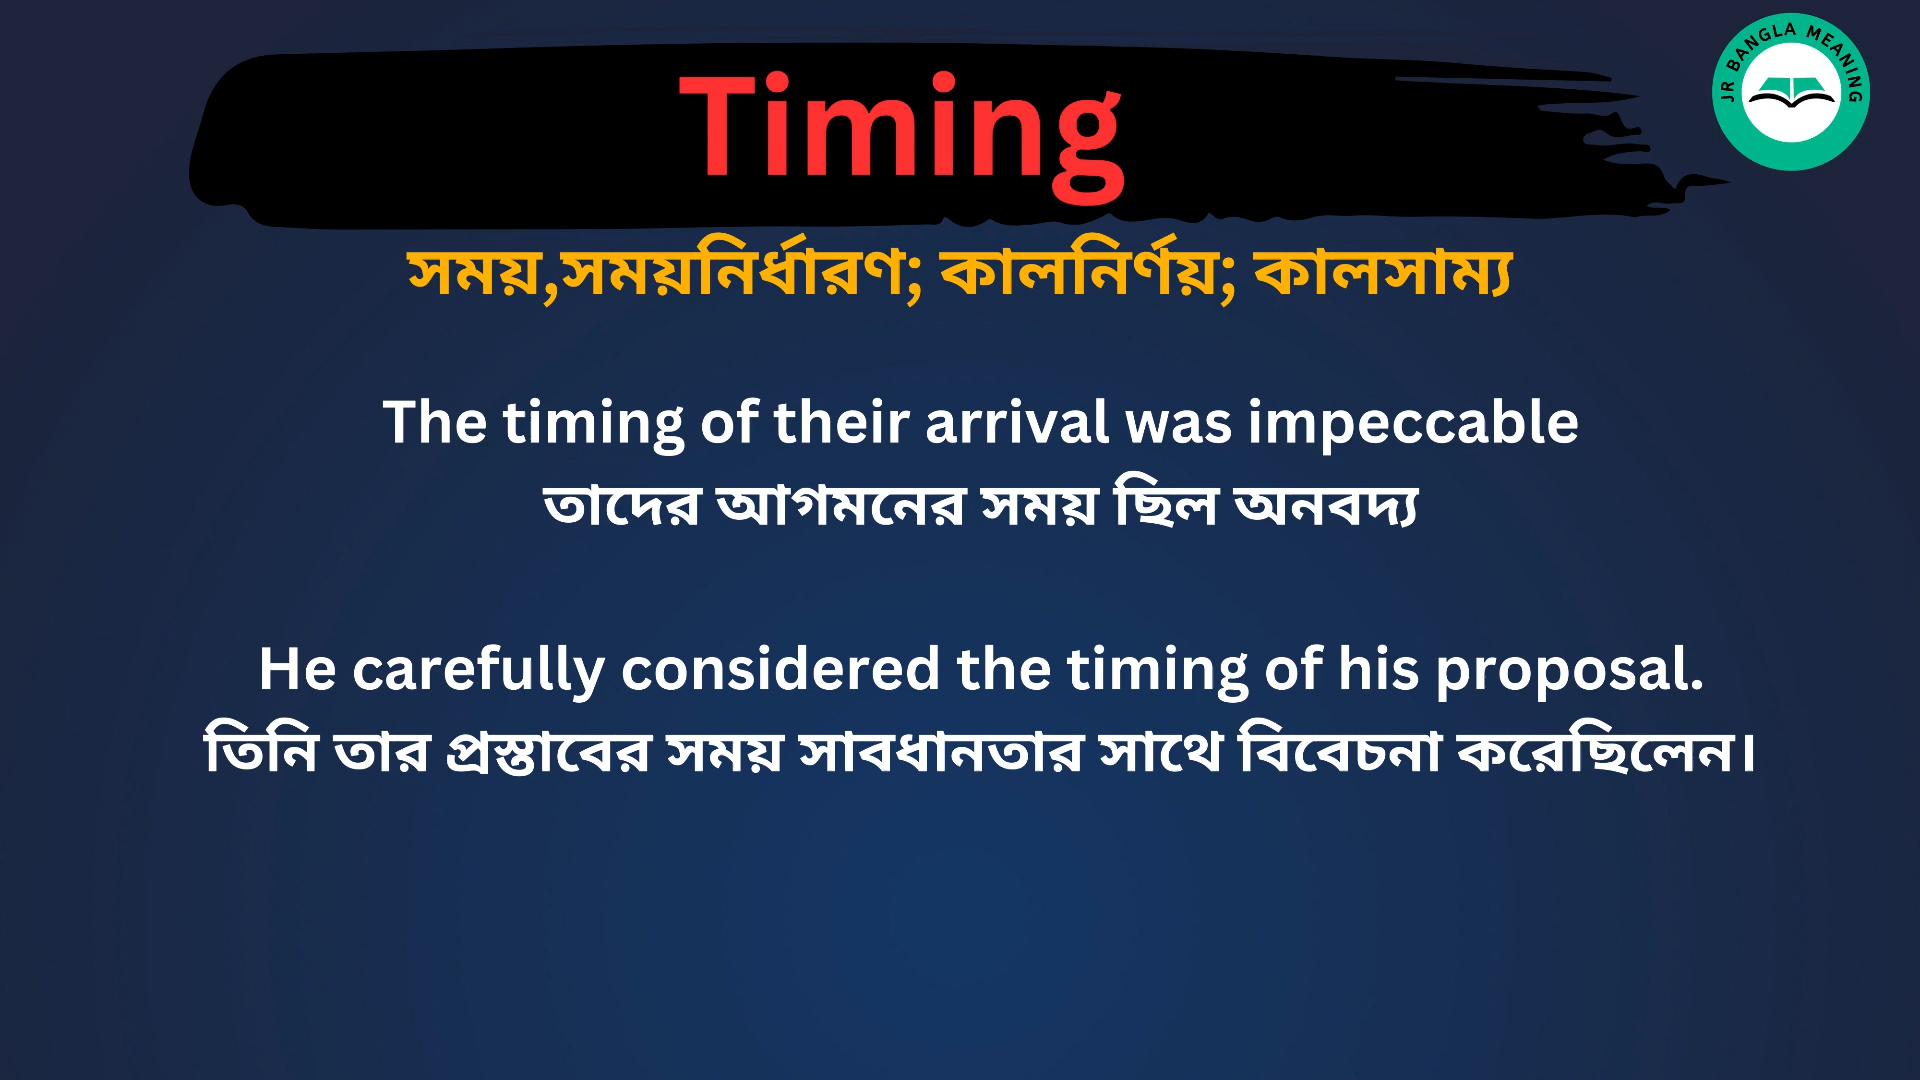 JR BANGLA MEANING
Timing
সময়,সময়নির্ধারণ; কালনির্ণয়; কালসাম্য
The timing of their arrival was impeccable
তাদের আগমনের সময় ছিল অনবদ্য
He carefully considered the timing of his proposal.
তিনি তার প্রস্তাবের সময় সাবধানতার সাথে বিবেচনা করেছিলেন।